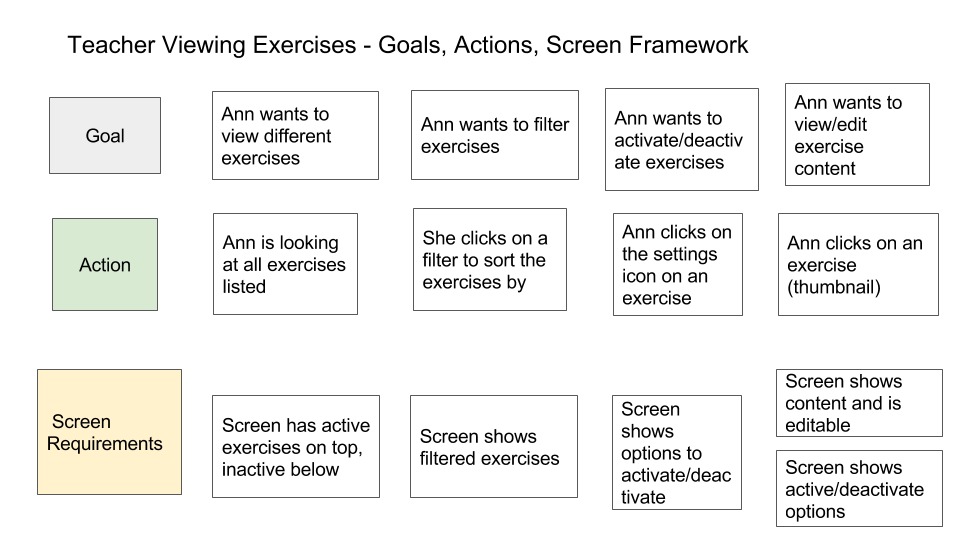 Teacher Viewing Exercises - Goals, Actions, Screen Framework
Goal
Ann wants to
view different
exercises
Ann wants to filter
exercises
Ann wants to
activate/deactiv
ate exercises
Ann wants to
view/edit
exercise
content
Action
Ann is looking
at all exercises
listed
She clicks on a
filter to sort the
exercises by
Ann clicks on
the settings
icon on an
exercise
Ann clicks on an
exercise
(thumbnail)
Screen
Requirements
Screen has active
exercises on top,
inactive below
Screen shows
filtered exercises
Screen
shows
options to
activate/deac
tivate
Screen shows
content and is
editable
Screen shows
active/deactivate
options